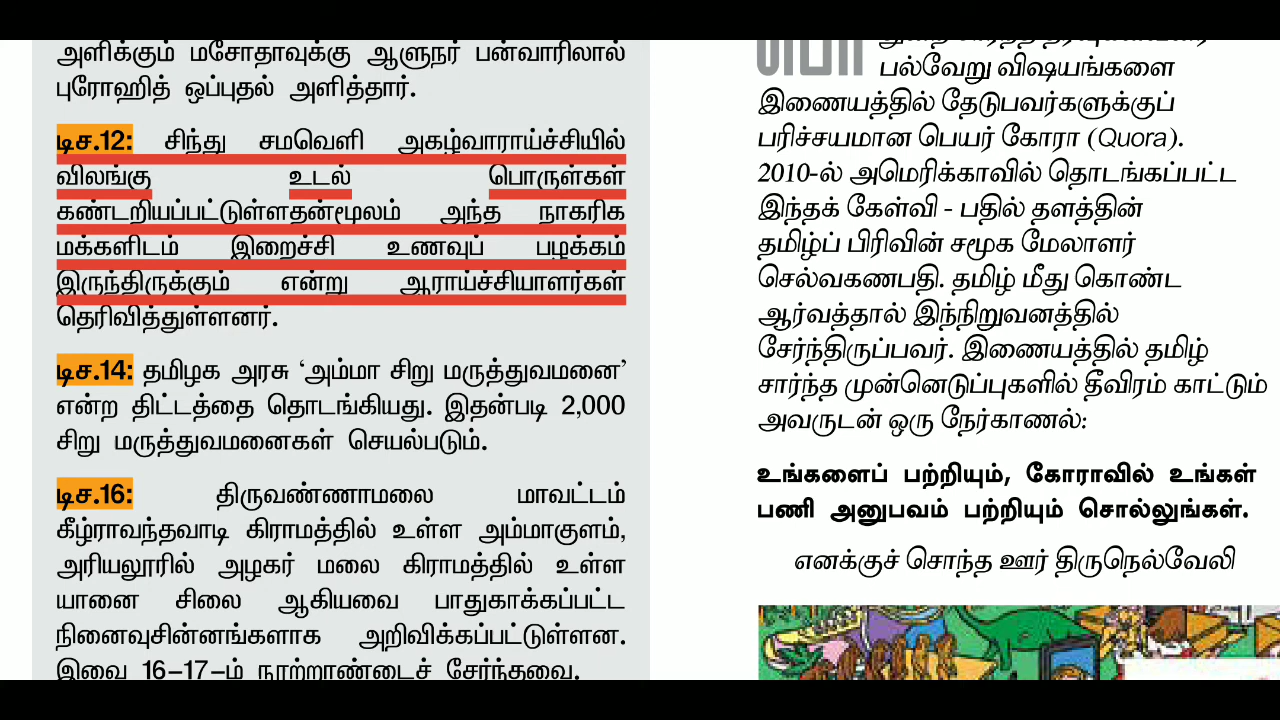 அளிக்கும் மசோதாவுக்கு ஆளுநர் பன்வாரிலால்
புரோஹித் ஒப்புதல் அளித்தார்.
டிச.12: சிந்து சமவெளி அகழ்வாராய்ச்சியில்
விலங்கு உடல் பொருள்கள்
கண்டறியப்பட்டுள்ளதன்மூலம் அந்த நாகரிக
மக்களிடம் இறைச்சி உணவுப் பழக்கம்
இருந்திருக்கும் என்று ஆராய்ச்சியாளர்கள்
தெரிவித்துள்ளனர்.
டிச.14: தமிழக அரசு ‘அம்மா சிறு மருத்துவமனை’
என்ற திட்டத்தை தொடங்கியது. இதன்படி 2,000
சிறு மருத்துவமனைகள் செயல்படும்.
டிச.16: திருவண்ணாமலை மாவட்டம்
கீழ்ராவந்தவாடி கிராமத்தில் உள்ள அம்மாகுளம்,
அரியலூரில் அழகர் மலை கிராமத்தில் உள்ள
யானை சிலை ஆகியவை பாதுகாக்கப்பட்ட
நினைவுசின்னங்களாக அறிவிக்கப்பட்டுள்ளன.
இவை 16–17–ம் நூற்றாண்டைச் சேர்ந்தவை.
பல்வேறு விஷயங்களை
இணையத்தில் தேடுபவர்களுக்குப்
பரிச்சயமான பெயர் கோரா (Quora).
2010-ல் அமெரிக்காவில் தொடங்கப்பட்ட
இந்தக் கேள்வி - பதில் தளத்தின்
தமிழ்ப் பிரிவின் சமூக மேலாளர்
செல்வகணபதி. தமிழ் மீது கொண்ட
ஆர்வத்தால் இந்நிறுவனத்தில்
சேர்ந்திருப்பவர். இணையத்தில் தமிழ்
சார்ந்த முன்னெடுப்புகளில் தீவிரம் காட்டும்
அவருடன் ஒரு நேர்காணல்:
உங்களைப் பற்றியும், கோராவில் உங்கள்
பணி அனுபவம் பற்றியும் சொல்லுங்கள்.
எனக்குச் சொந்த ஊர் திருநெல்வேலி